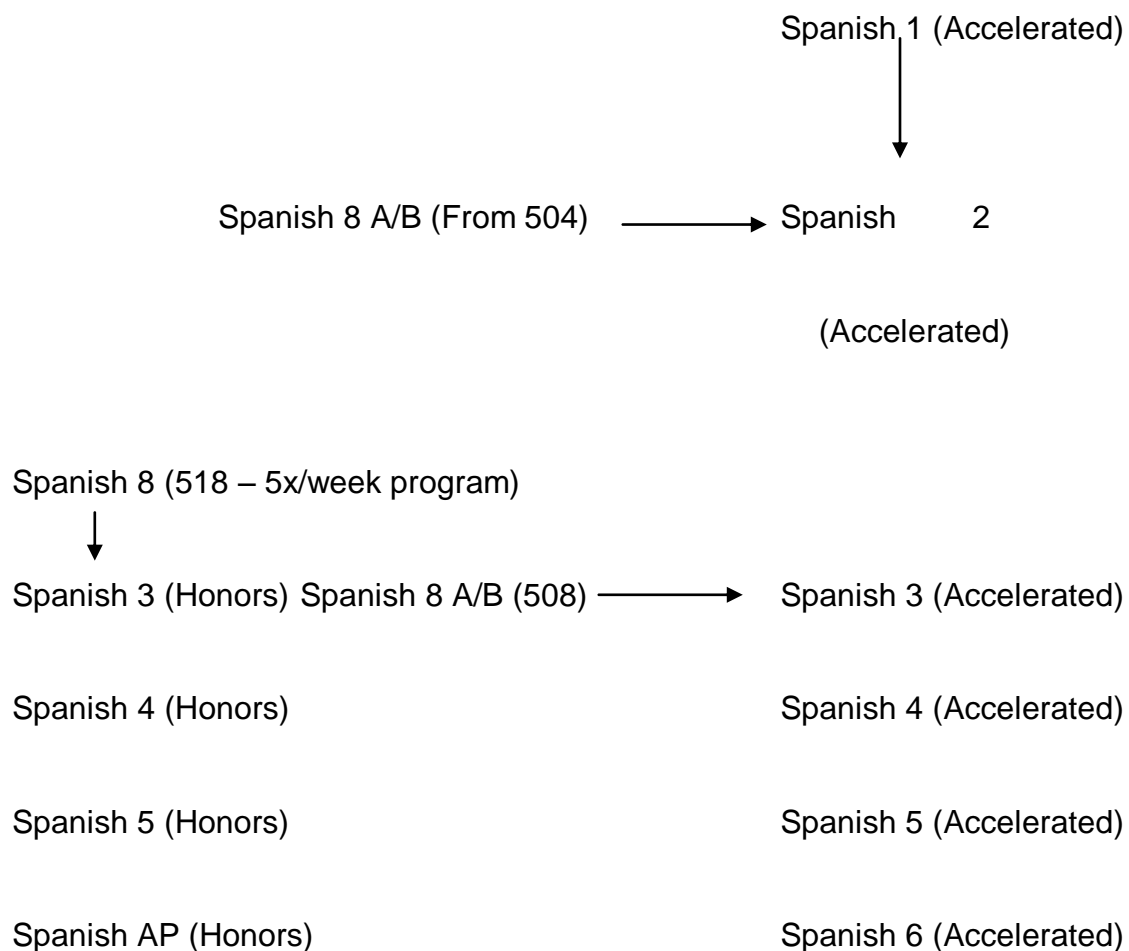 Spanish 1 (Accelerated)
Spanish 8 A/B (From 504) Spanish 2
(Accelerated)
Spanish 8 (518 – 5x/week program)
Spanish 3 (Honors) Spanish 8 A/B (508) Spanish 3 (Accelerated)
Spanish 4 (Honors) Spanish 4 (Accelerated)
Spanish 5 (Honors) Spanish 5 (Accelerated)
Spanish AP (Honors) Spanish 6 (Accelerated)